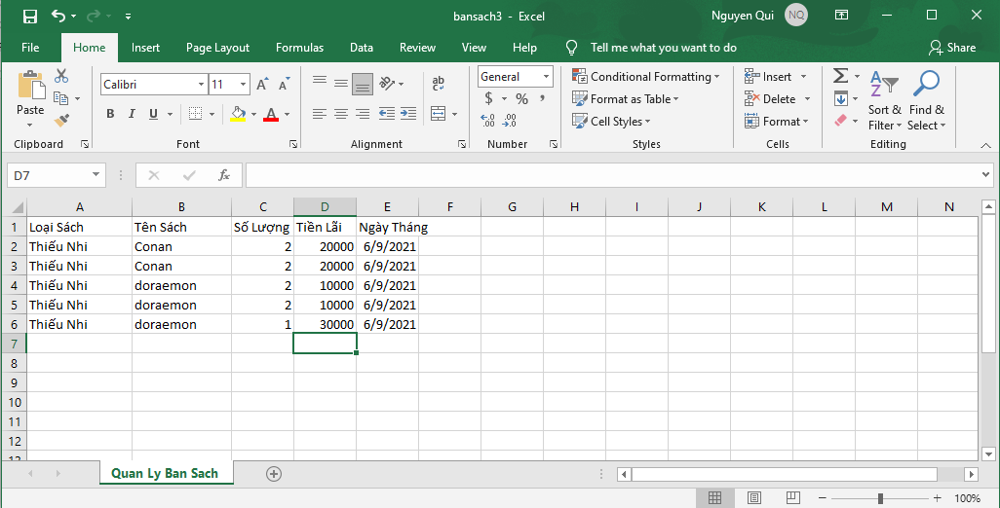 bansach3 - Excel
Nguyen Qui NQ
File Home Insert Page Layout Formulas Data Review View Help Tell me what you want to do Share
Calibri 11 A A ab General Conditional Formatting Insert Σ A Z
Paste B I U A c $ % , Format as Table Delete Sort & Find &
.00 .00 Cell Styles Format Filter Select
Clipboard Font Alignment Number Styles Cells Editing
D7 fx
A B C D E F G H I J K L M N
1 Loại Sách Tên Sách Số Lượng Tiền Lãi Ngày Tháng
2 Thiếu Nhi Conan 2 20000 6/9/2021
3 Thiếu Nhi Conan 2 20000 6/9/2021
4 Thiếu Nhi doraemon 2 10000 6/9/2021
5 Thiếu Nhi doraemon 2 10000 6/9/2021
6 Thiếu Nhi doraemon 1 30000 6/9/2021
7
8
9
10
11
12
13
Quan Ly Ban Sach
100%